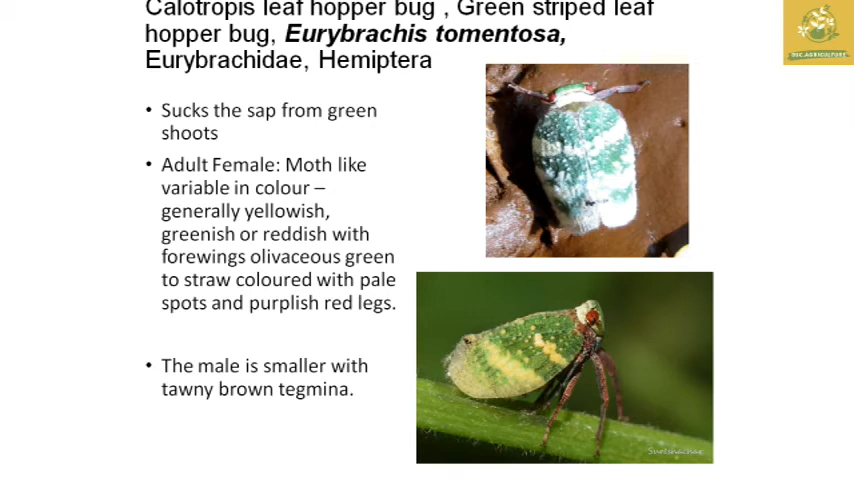 Calotropis leaf hopper bug , Green striped leaf
hopper bug, Eurybrachis tomentosa,
Eurybrachidae, Hemiptera
• Sucks the sap from green
shoots
• Adult Female: Moth like
variable in colour –
generally yellowish,
greenish or reddish with
forewings olivaceous green
to straw coloured with pale
spots and purplish red legs.
• The male is smaller with
tawny brown tegmina.